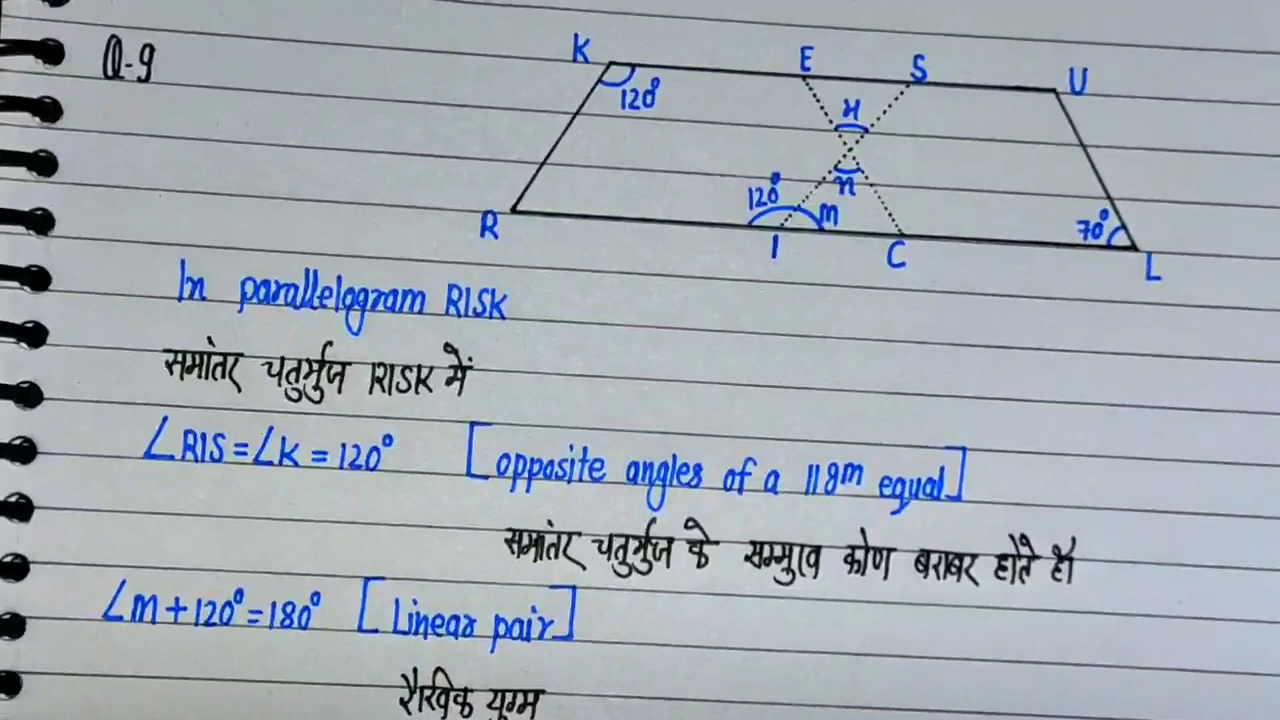 Q-9
K E S U
120° x
n
120° m 70°
R I C L
In parallelogram RISK
समांतर चतुर्भुज RISK में
∠RIS = ∠K = 120° [opposite angles of a ||gm equal]
समांतर चतुर्भुज के सम्मुख कोण बराबर होते है
∠m + 120° = 180° [Linear pair]
रैखिक युग्म